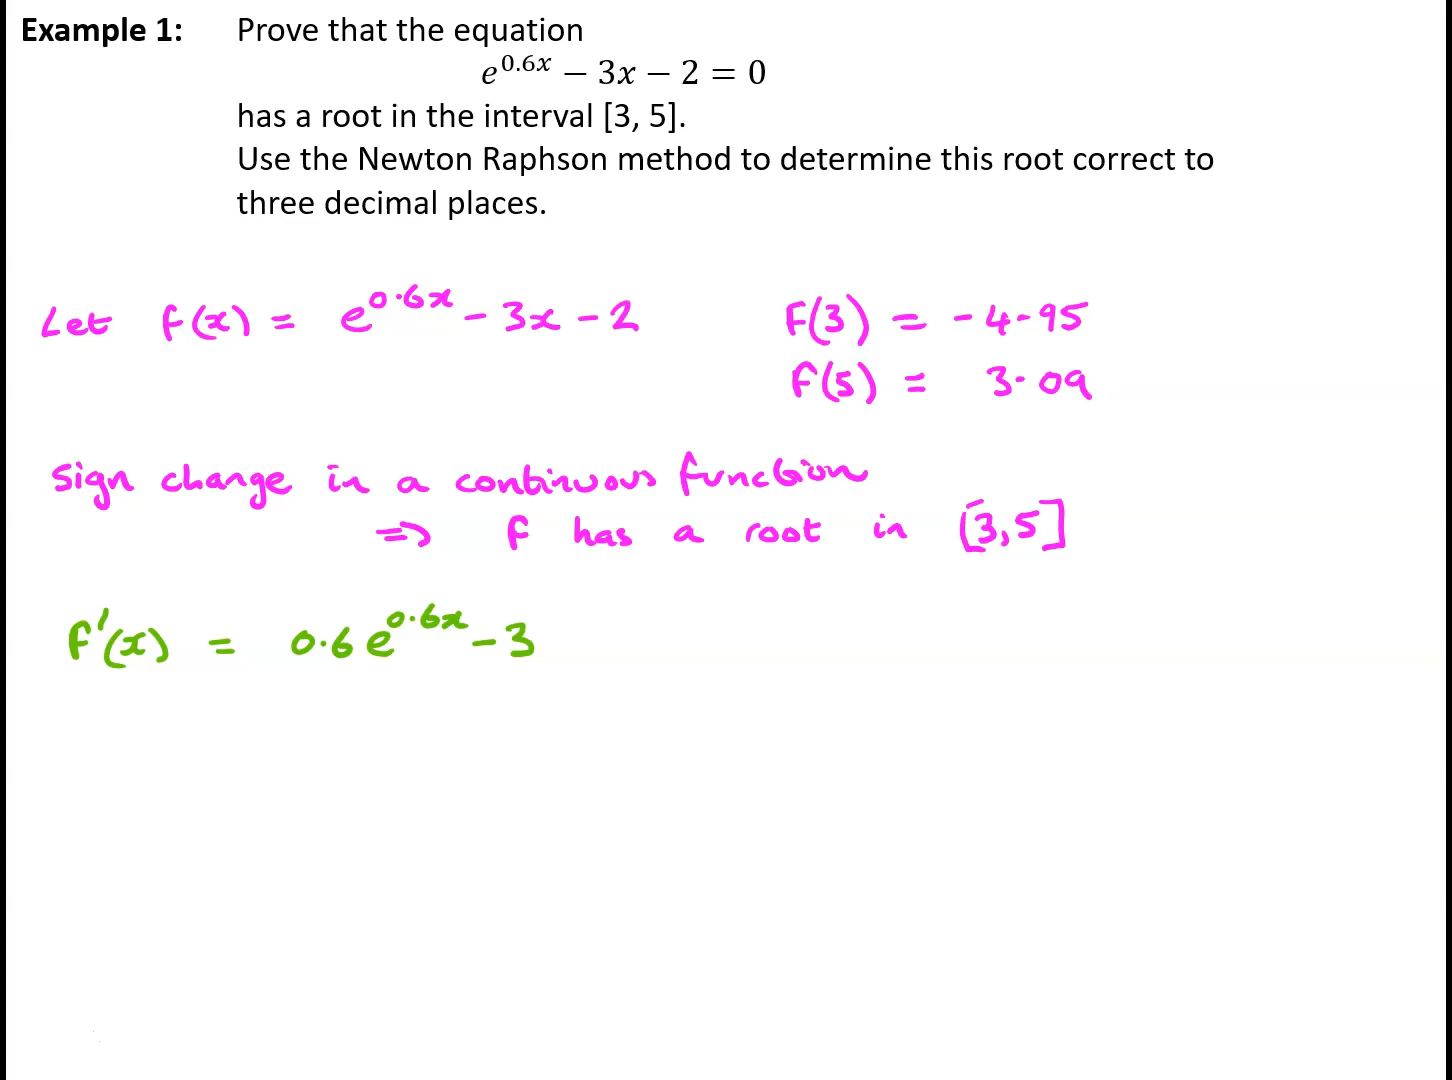 Example 1: Prove that the equation
e^{0.6x} − 3x − 2 = 0
has a root in the interval [3, 5].
Use the Newton Raphson method to determine this root correct to
three decimal places.
Let f(x) = e^{0.6x} - 3x - 2 f(3) = -4.95
f(5) = 3.09
Sign change in a continuous function
⇒ f has a root in [3,5]
f'(x) = 0.6e^{0.6x} - 3